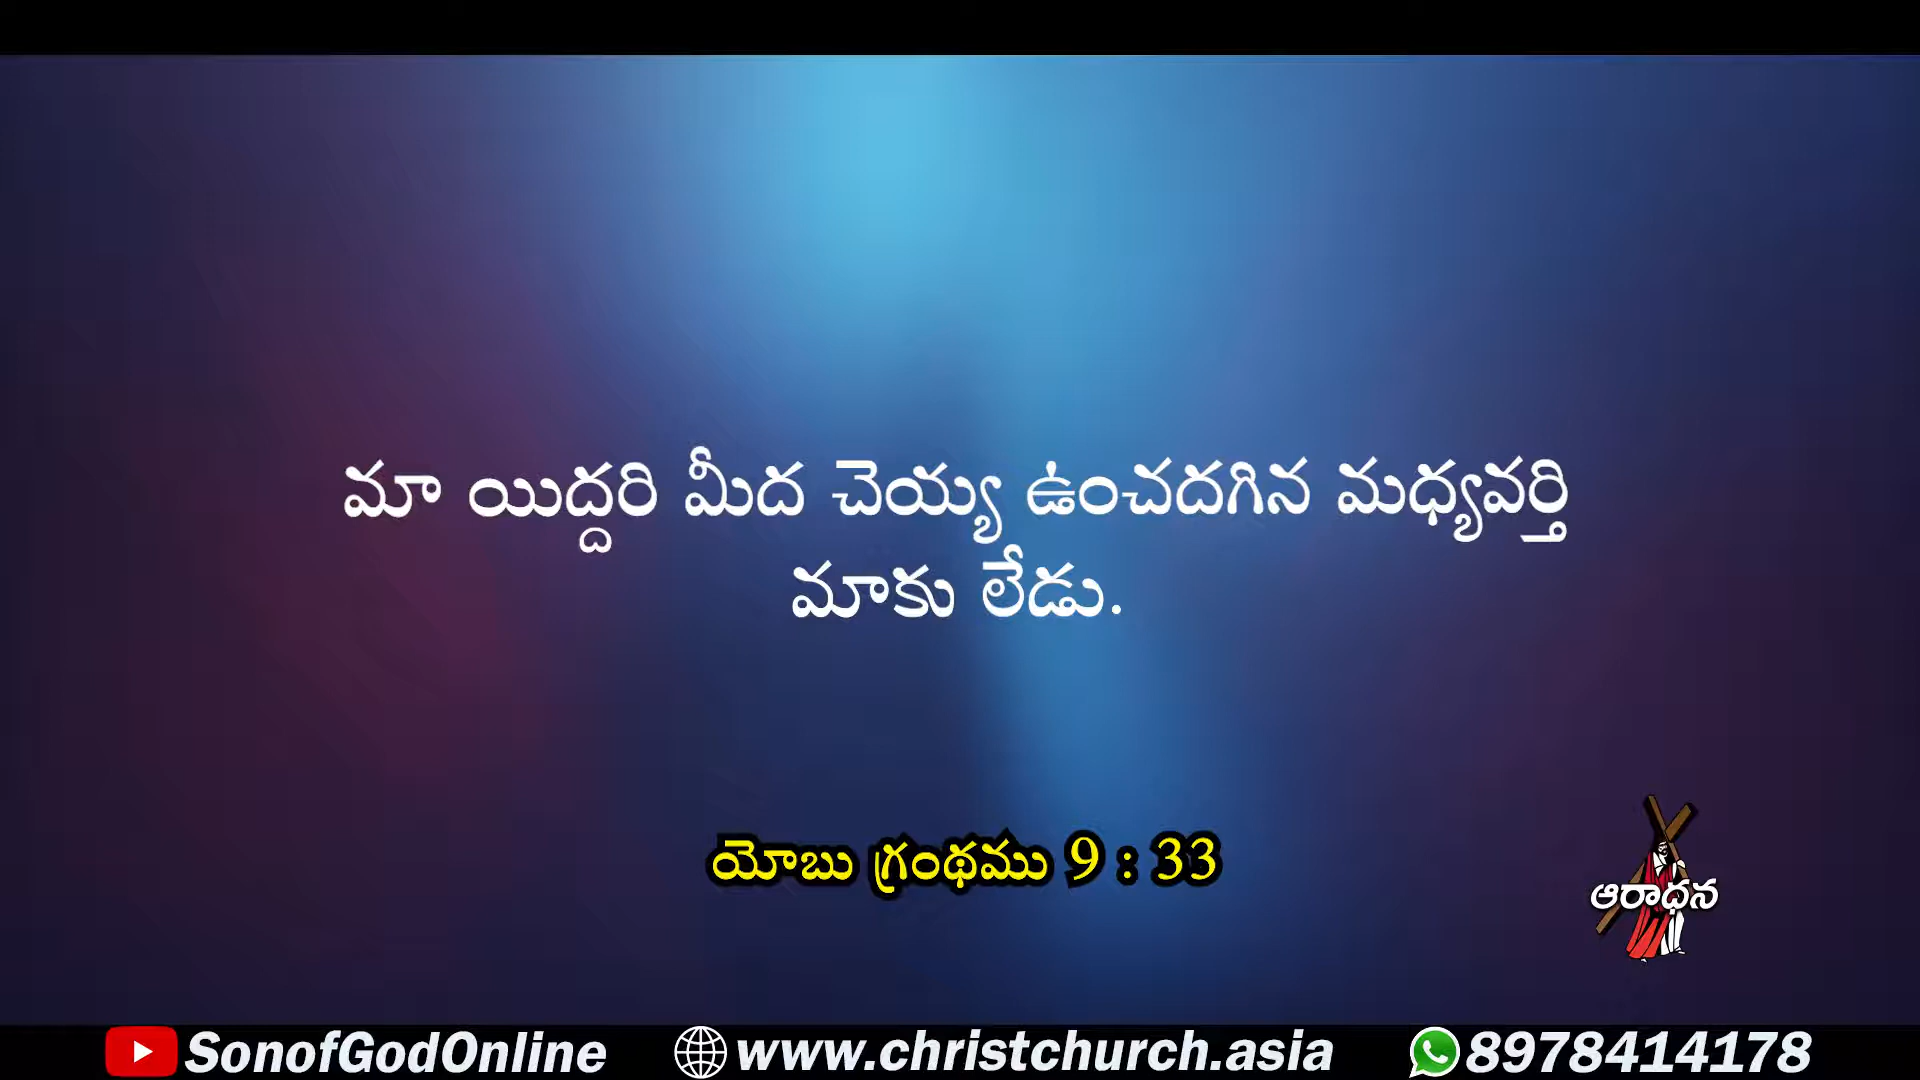 మా యిద్దరి మీద చెయ్య ఉంచదగిన మధ్యవర్తి
మాకు లేడు.
యోబు గ్రంథము 9 : 33
ఆరాధన
SonofGodOnline
www.christchurch.asia
8978414178